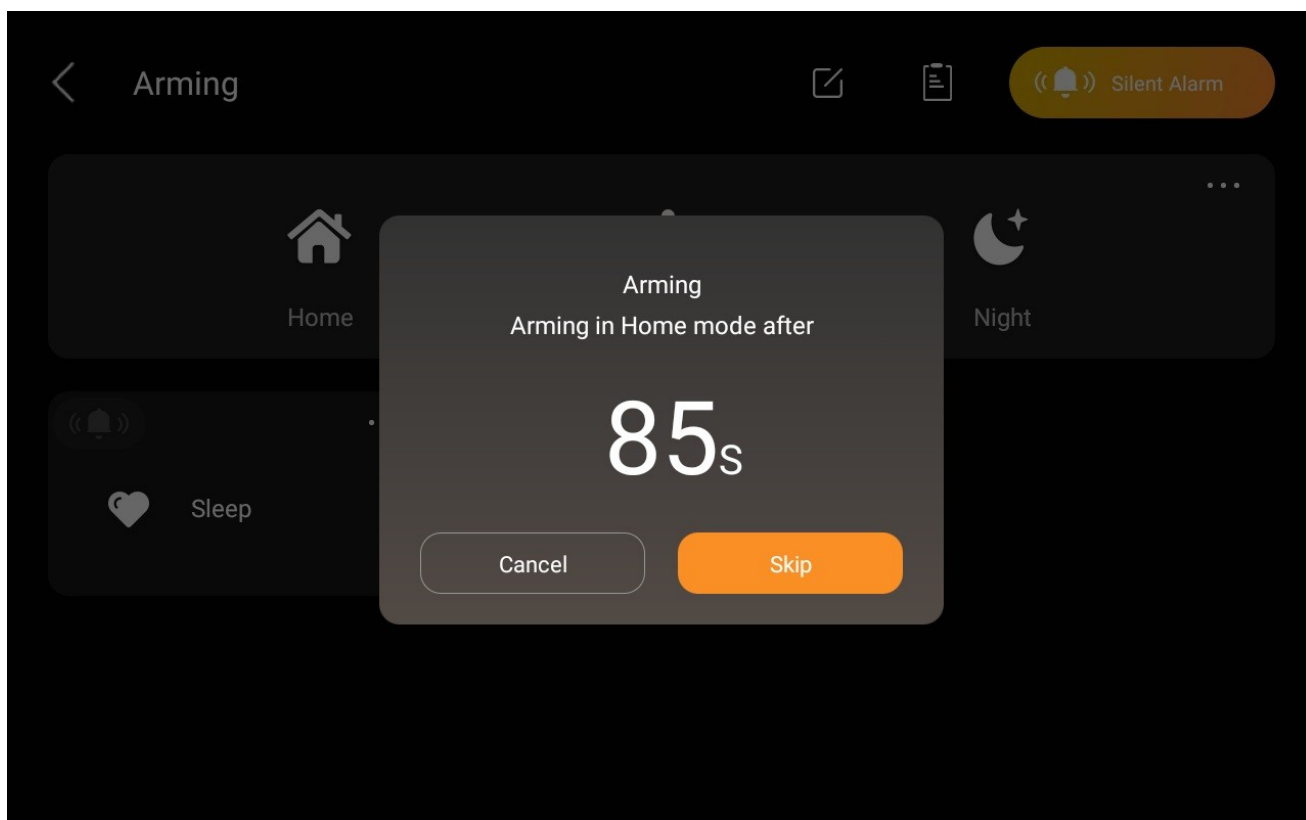 Arming
Silent Alarm
Home
Night
Arming
Arming in Home mode after
85s
Sleep
Cancel
Skip